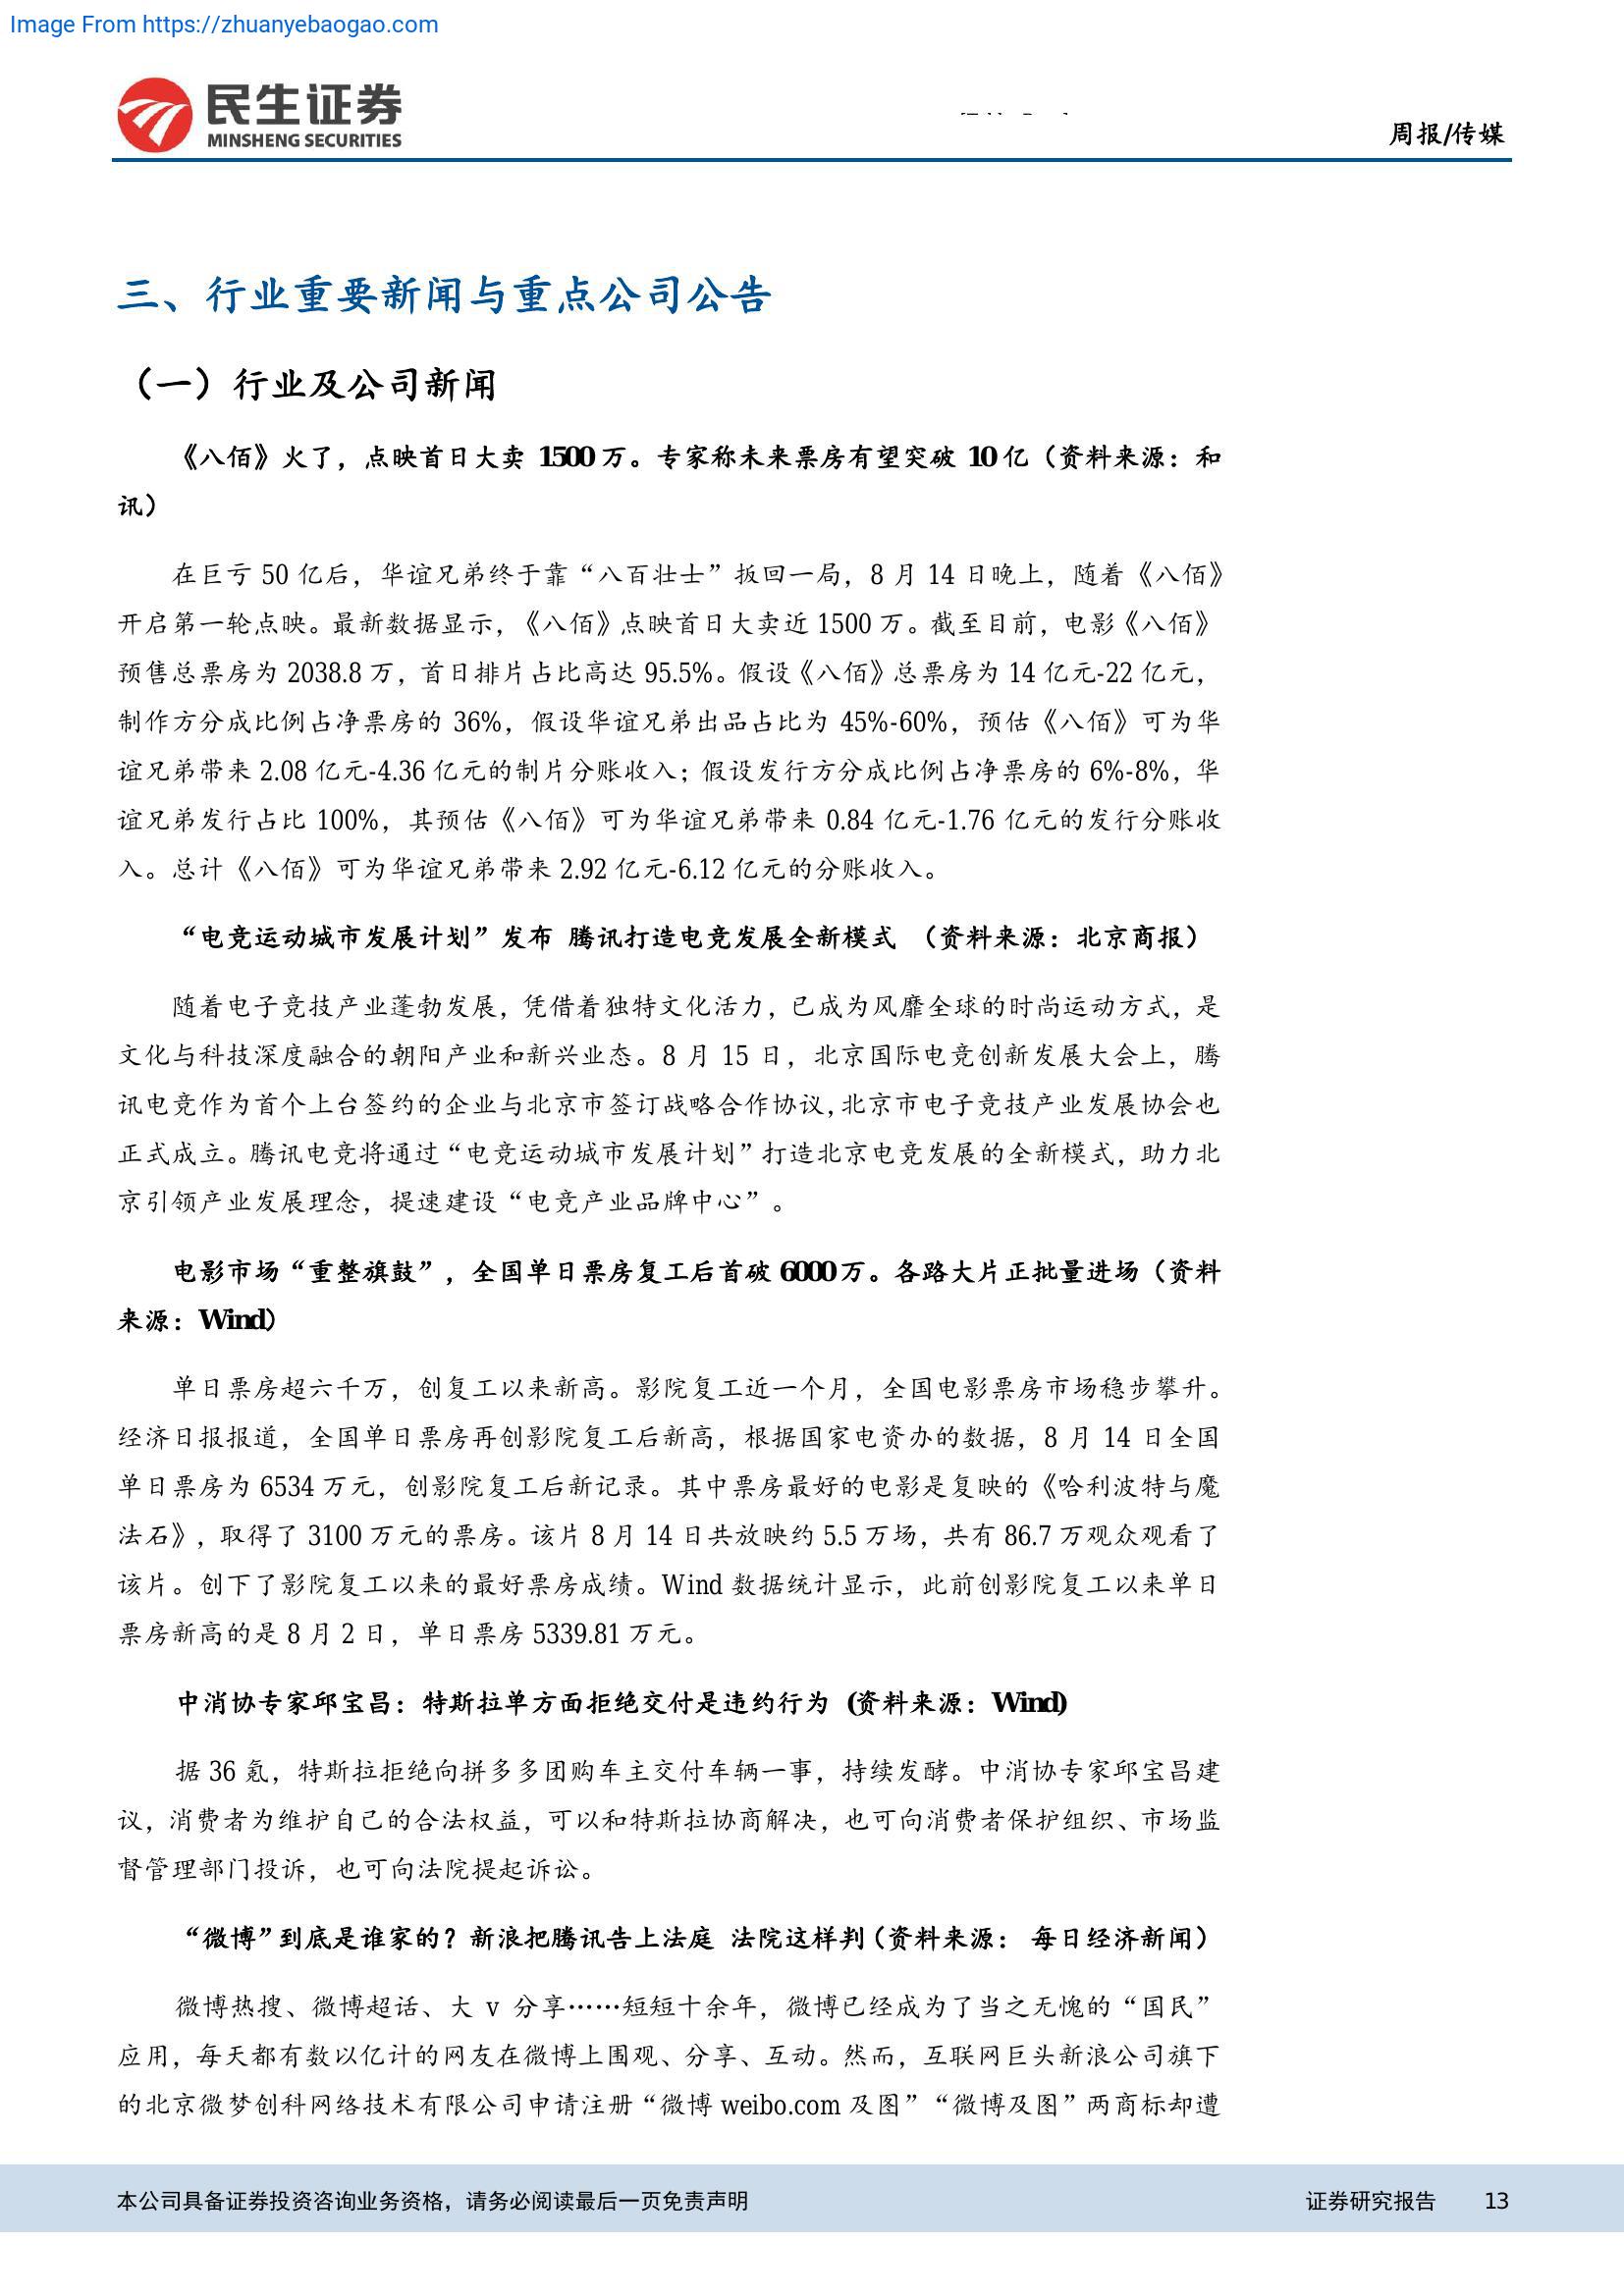 Image From https://zhuanyebaogao.com
民生证券
MINSHENG SECURITIES
周报/传媒
三、行业重要新闻与重点公司公告
（一）行业及公司新闻
《八佰》火了，点映首日大卖 1500 万。专家称未来票房有望突破 10 亿（资料来源：和
讯）
在巨亏 50 亿后，华谊兄弟终于靠“八百壮士”扳回一局，8 月 14 日晚上，随着《八佰》
开启第一轮点映。最新数据显示，《八佰》点映首日大卖近 1500 万。截至目前，电影《八佰》
预售总票房为 2038.8 万，首日排片占比高达 95.5%。假设《八佰》总票房为 14 亿元-22 亿元，
制作方分成比例占净票房的 36%，假设华谊兄弟出品占比为 45%-60%，预估《八佰》可为华
谊兄弟带来 2.08 亿元-4.36 亿元的制片分账收入；假设发行方分成比例占净票房的 6%-8%，华
谊兄弟发行占比 100%，其预估《八佰》可为华谊兄弟带来 0.84 亿元-1.76 亿元的发行分账收
入。总计《八佰》可为华谊兄弟带来 2.92 亿元-6.12 亿元的分账收入。
“电竞运动城市发展计划”发布 腾讯打造电竞发展全新模式 （资料来源：北京商报）
随着电子竞技产业蓬勃发展，凭借着独特文化活力，已成为风靡全球的时尚运动方式，是
文化与科技深度融合的朝阳产业和新兴业态。8 月 15 日，北京国际电竞创新发展大会上，腾
讯电竞作为首个上台签约的企业与北京市签订战略合作协议，北京市电子竞技产业发展协会也
正式成立。腾讯电竞将通过“电竞运动城市发展计划”打造北京电竞发展的全新模式，助力北
京引领产业发展理念，提速建设“电竞产业品牌中心”。
电影市场“重整旗鼓”，全国单日票房复工后首破 6000 万。各路大片正批量进场（资料
来源：Wind）
单日票房超六千万，创复工以来新高。影院复工近一个月，全国电影票房市场稳步攀升。
经济日报报道，全国单日票房再创影院复工后新高，根据国家电资办的数据，8 月 14 日全国
单日票房为 6534 万元，创影院复工后新记录。其中票房最好的电影是复映的《哈利波特与魔
法石》，取得了 3100 万元的票房。该片 8 月 14 日共放映约 5.5 万场，共有 86.7 万观众观看了
该片。创下了影院复工以来的最好票房成绩。Wind 数据统计显示，此前创影院复工以来单日
票房新高的是 8 月 2 日，单日票房 5339.81 万元。
中消协专家邱宝昌：特斯拉单方面拒绝交付是违约行为 (资料来源：Wind)
据 36 氪，特斯拉拒绝向拼多多团购车主交付车辆一事，持续发酵。中消协专家邱宝昌建
议，消费者为维护自己的合法权益，可以和特斯拉协商解决，也可向消费者保护组织、市场监
督管理部门投诉，也可向法院提起诉讼。
“微博”到底是谁家的？新浪把腾讯告上法庭 法院这样判（资料来源： 每日经济新闻）
微博热搜、微博超话、大 v 分享……短短十余年，微博已经成为了当之无愧的“国民”
应用，每天都有数以亿计的网友在微博上围观、分享、互动。然而，互联网巨头新浪公司旗下
的北京微梦创科网络技术有限公司申请注册“微博 weibo.com 及图”“微博及图”两商标却遭
本公司具备证券投资咨询业务资格，请务必阅读最后一页免责声明
证券研究报告 13